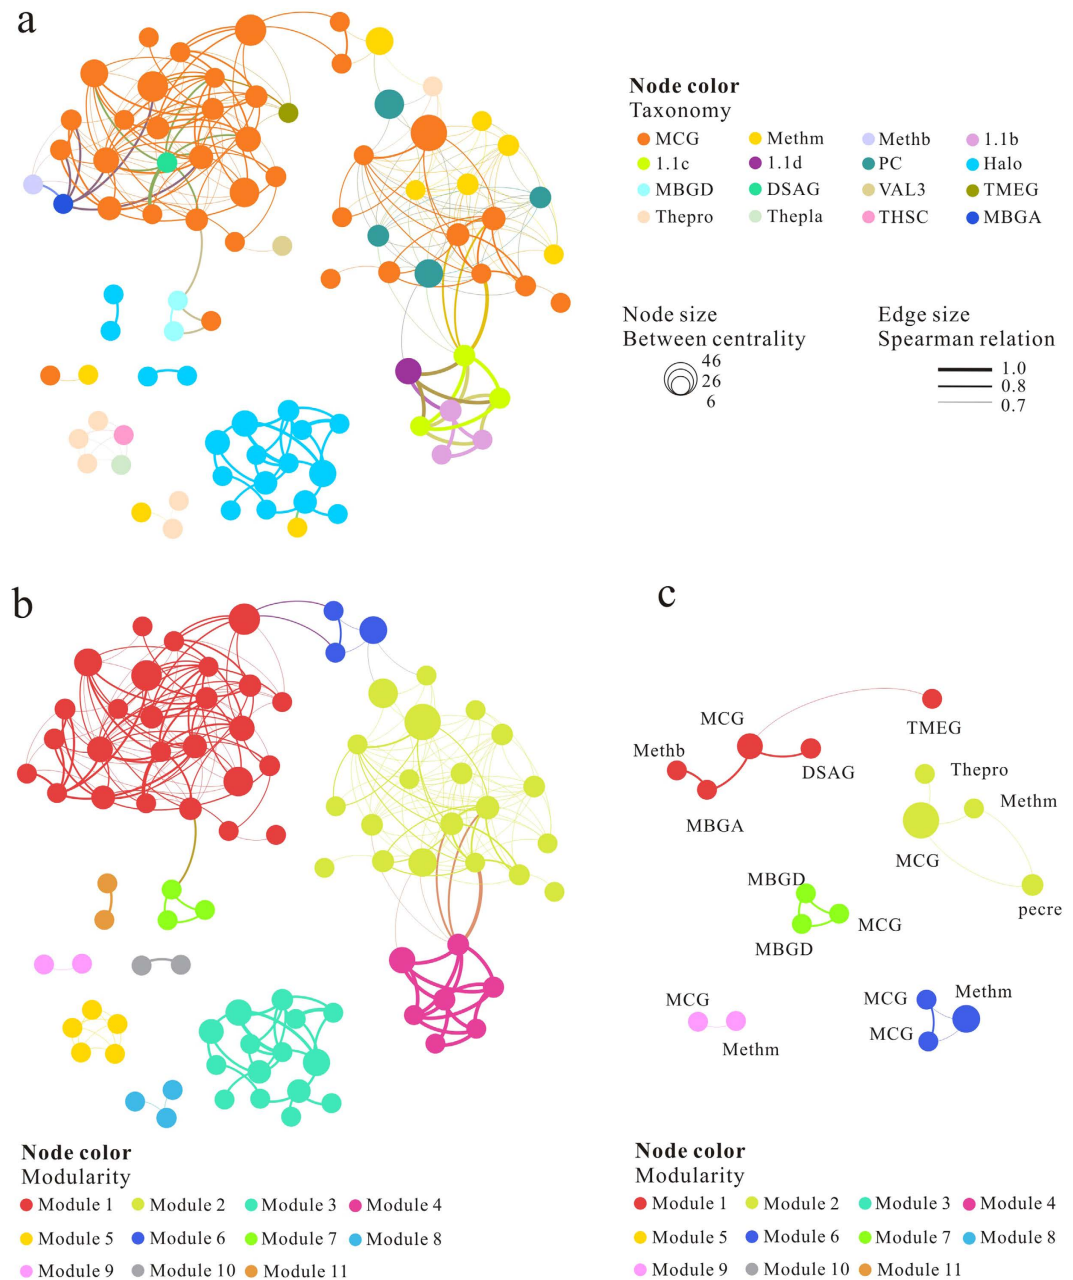 a
Node color
Taxonomy
MCG Methm Methb 1.1b
1.1c 1.1d PC Halo
MBGD DSAG VAL3 TMEG
Thepro Thepla THSC MBGA
Node size
Between centrality
46
26
6
Edge size
Spearman relation
1.0
0.8
0.7
b
c
MCG
TMEG
Methb
DSAG
MBGA
Thepro
Methm
MCG
pecre
MBGD
MCG
MBGD
MCG
Methm
MCG
Methm
MCG
Node color
Modularity
Module 1 Module 2 Module 3 Module 4
Module 5 Module 6 Module 7 Module 8
Module 9 Module 10 Module 11
Node color
Modularity
Module 1 Module 2 Module 3 Module 4
Module 5 Module 6 Module 7 Module 8
Module 9 Module 10 Module 11